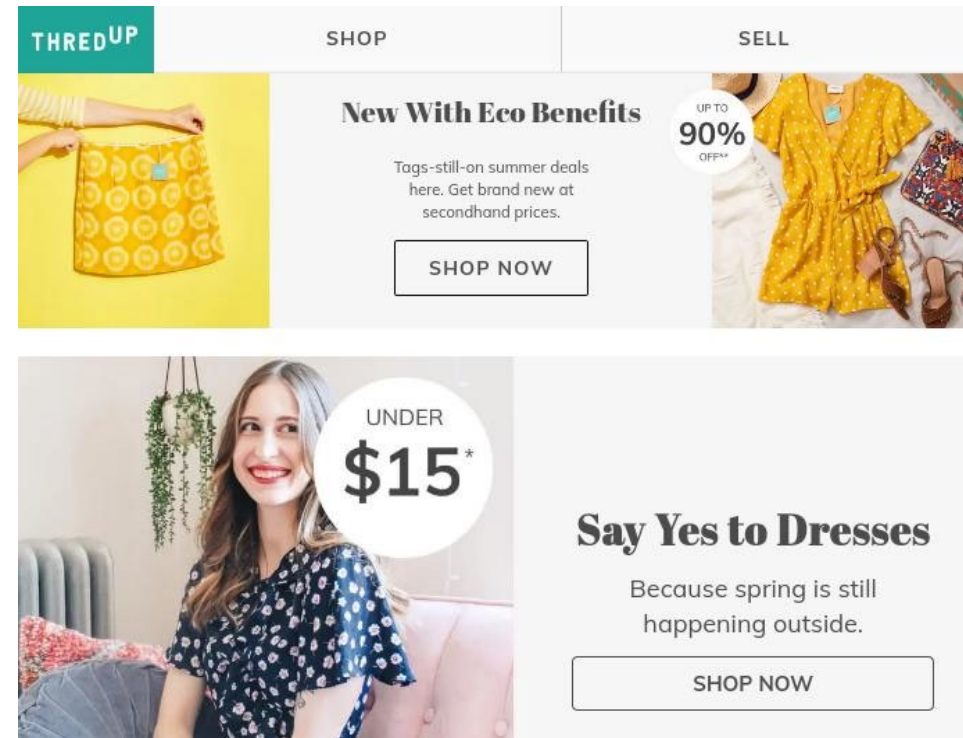 THREDUP
SHOP
SELL
New With Eco Benefits
Tags-still-on summer deals
here. Get brand new at
secondhand prices.
SHOP NOW
UP TO
90%
UNDER
$15*
Say Yes to Dresses
Because spring is still
happening outside.
SHOP NOW